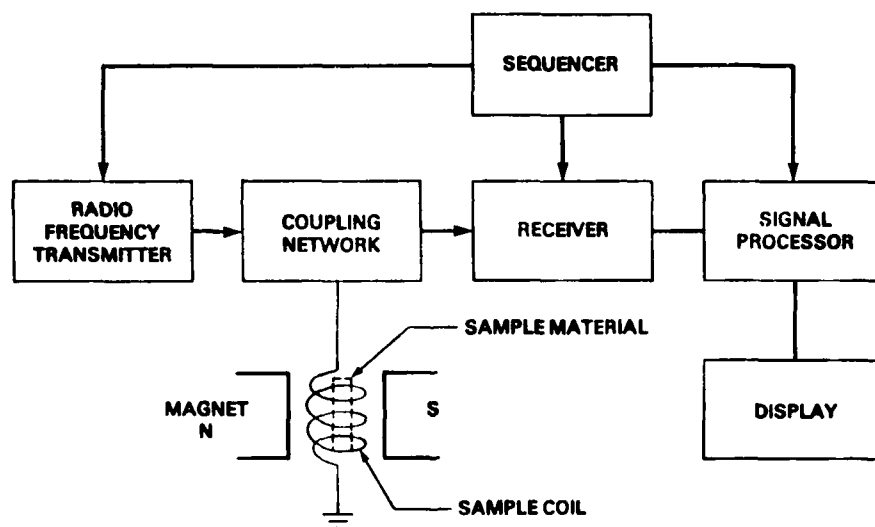 SEQUENCER
RADIO
FREQUENCY
TRANSMITTER
COUPLING
NETWORK
RECEIVER
SIGNAL
PROCESSOR
SAMPLE MATERIAL
MAGNET
N
S
DISPLAY
SAMPLE COIL